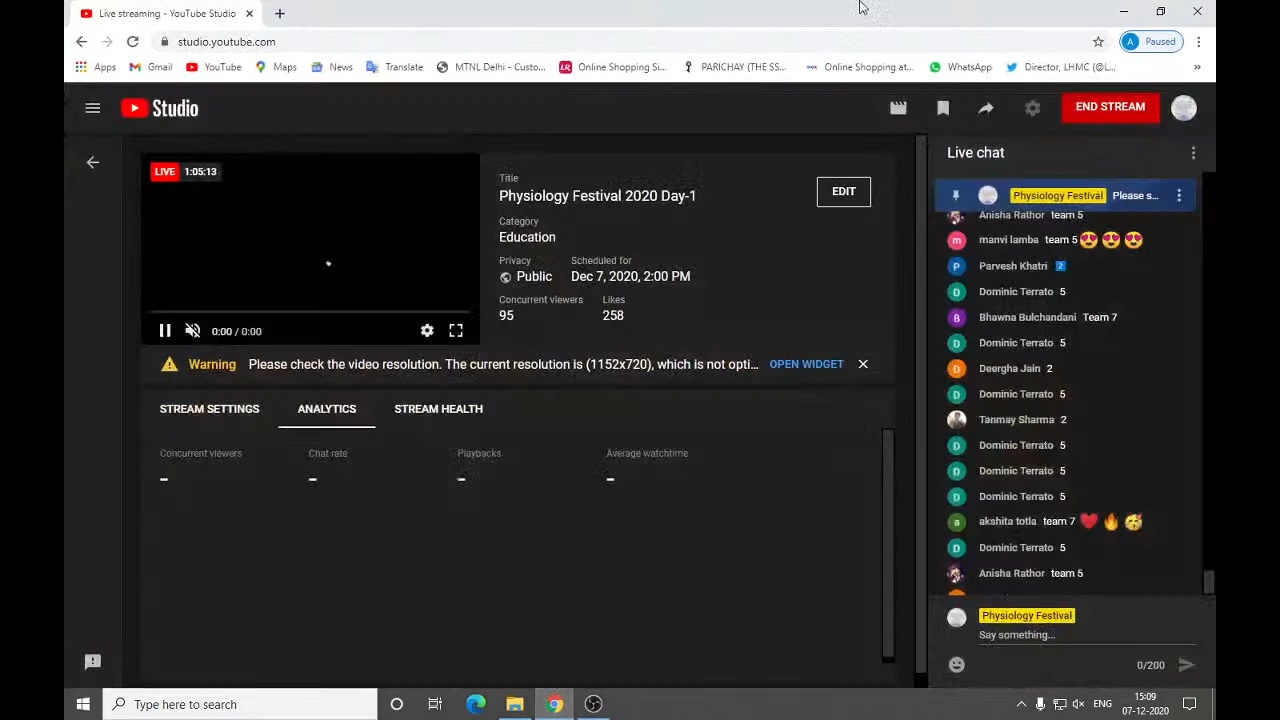 Live streaming - YouTube Studio
studio.youtube.com
A Paused
Apps Gmail YouTube Maps News Translate MTNL Delhi - Custo... Online Shopping Si... PARICHAY (THE SS... Online Shopping at... WhatsApp Director, LHMC (@L... »
Studio
END STREAM
LIVE 1:05:13
0:00 / 0:00
Title
Physiology Festival 2020 Day-1
EDIT
Category
Education
Privacy Scheduled for
Public Dec 7, 2020, 2:00 PM
Concurrent viewers Likes
95 258
Warning Please check the video resolution. The current resolution is (1152x720), which is not opti... OPEN WIDGET
STREAM SETTINGS ANALYTICS STREAM HEALTH
Concurrent viewers Chat rate Playbacks Average watchtime
– – – –
Live chat
Physiology Festival Please s...
Anisha Rathor team 5
m manvi lamba team 5😍😍😍
P Parvesh Khatri 2️⃣
D Dominic Terrato 5
B Bhawna Bulchandani Team 7
D Dominic Terrato 5
D Deergha Jain 2
D Dominic Terrato 5
Tanmay Sharma 2
D Dominic Terrato 5
D Dominic Terrato 5
D Dominic Terrato 5
a akshita totla team 7 ❤️🔥🥳
D Dominic Terrato 5
Anisha Rathor team 5
Physiology Festival
Say something...
0/200
Type here to search
ENG
15:09
07-12-2020